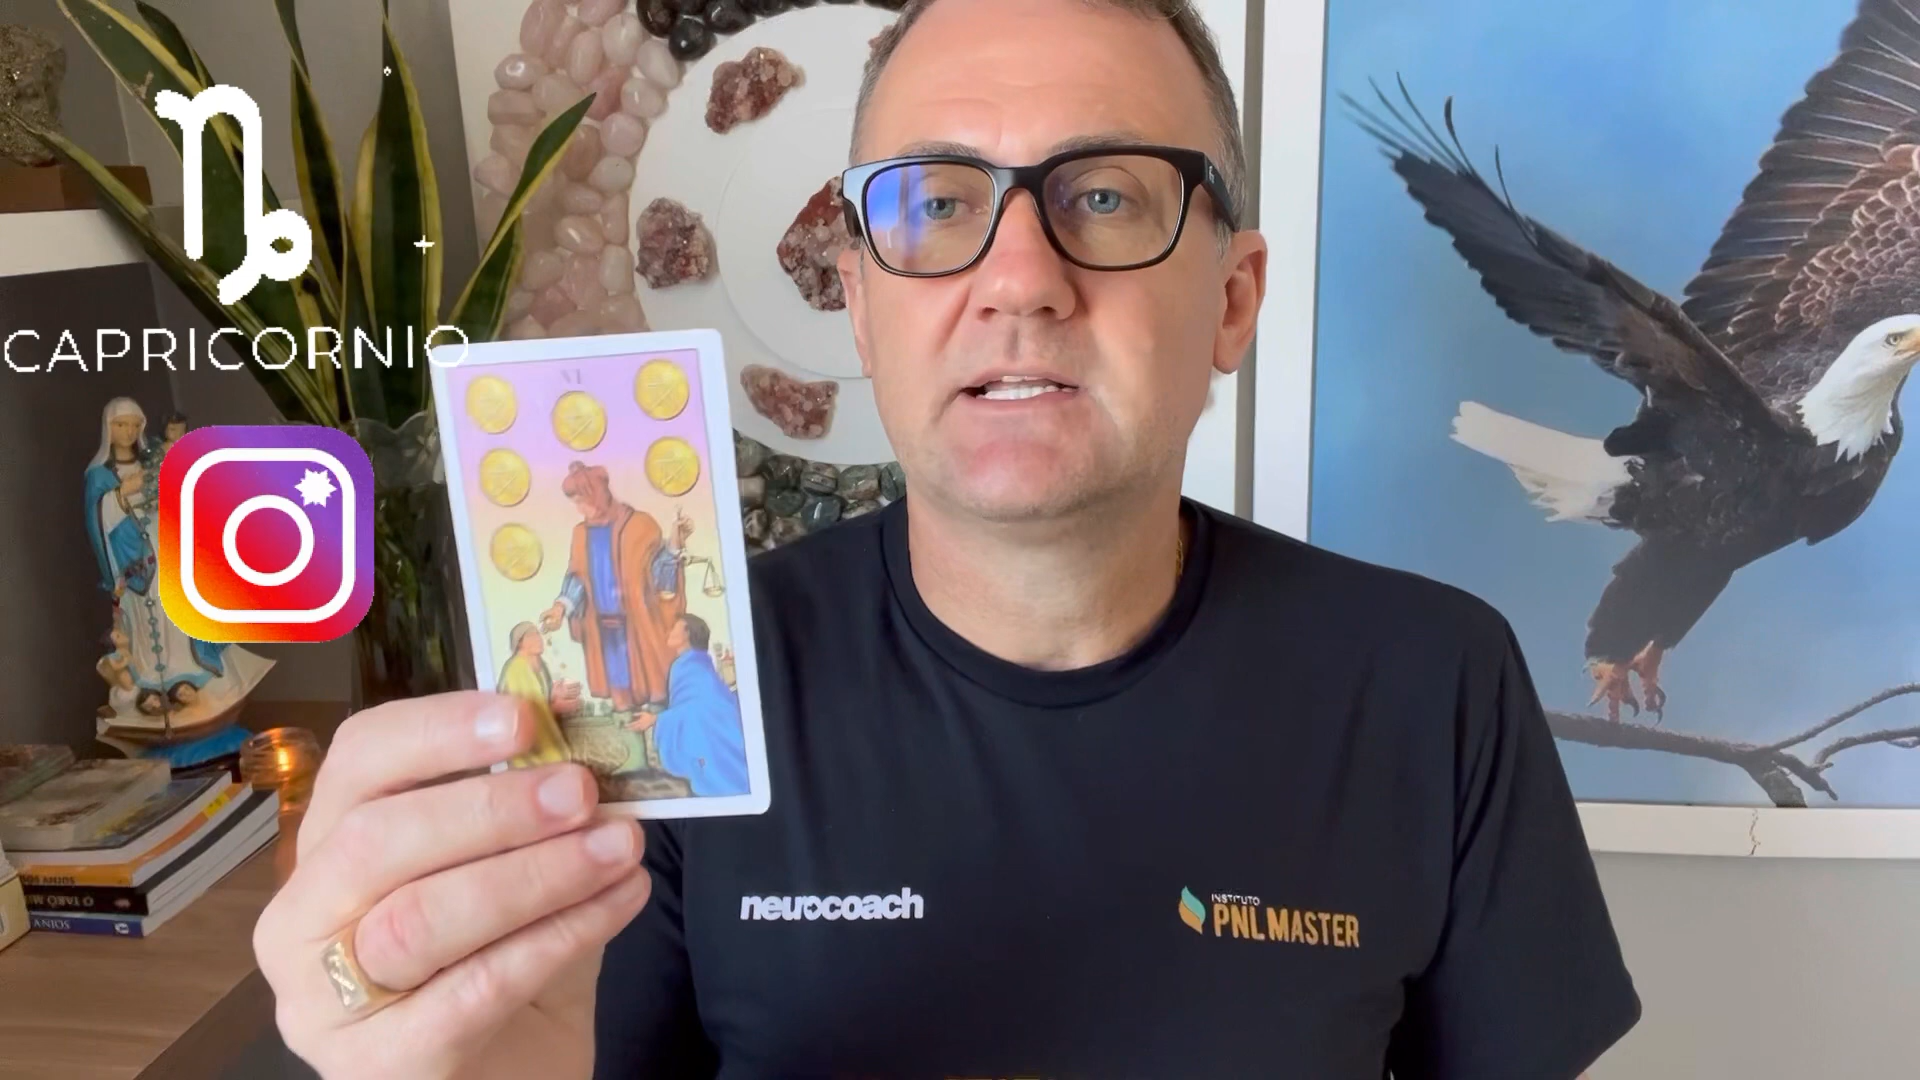 CAPRICORNIO
VI
neurocoach
INSTITUTO
PNL MASTER